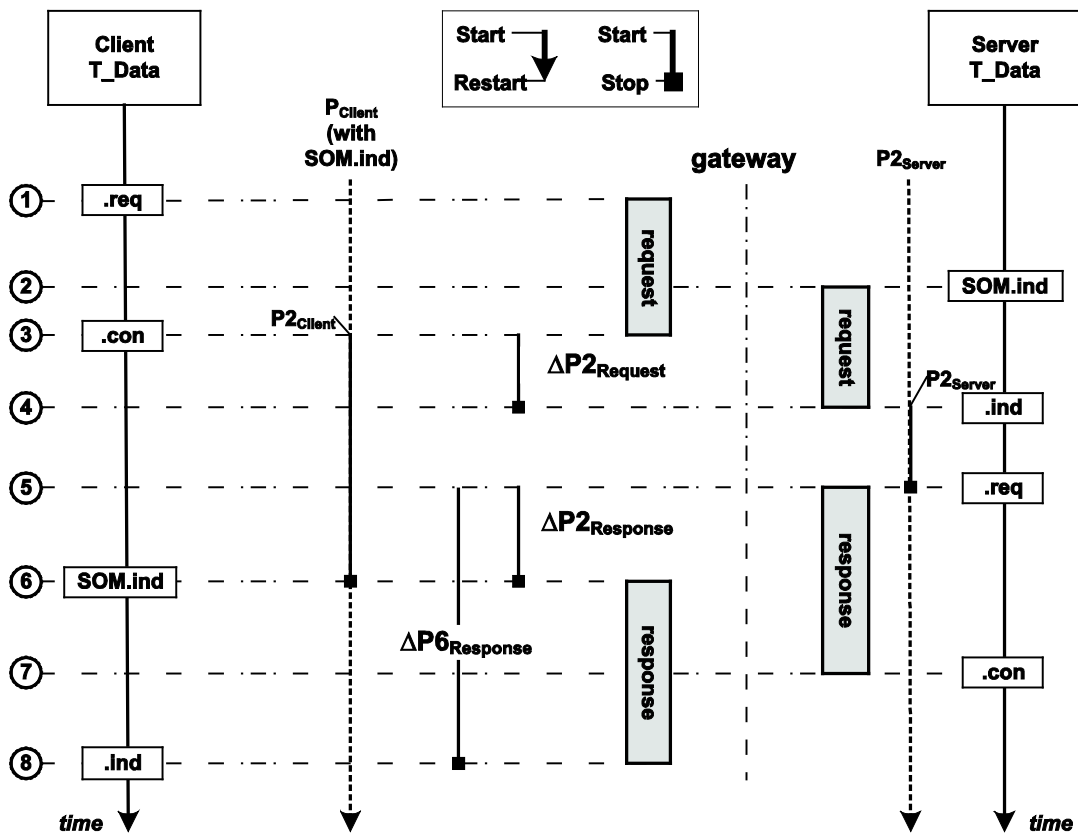 Client
T_Data
Start
Restart
Start
Stop
Server
T_Data
PClient
(with
SOM.ind)
gateway
P2Server
1
.req
request
2
SOM.ind
request
3
.con
P2Client
ΔP2Request
P2Server
4
.ind
5
.req
ΔP2Response
response
6
SOM.ind
response
ΔP6Response
7
.con
8
.ind
time
time